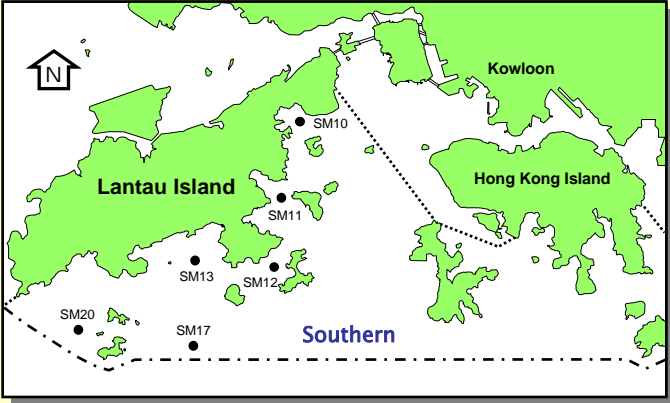 N
Kowloon
SM10
Hong Kong Island
Lantau Island
SM11
SM13
SM12
SM20
SM17
Southern